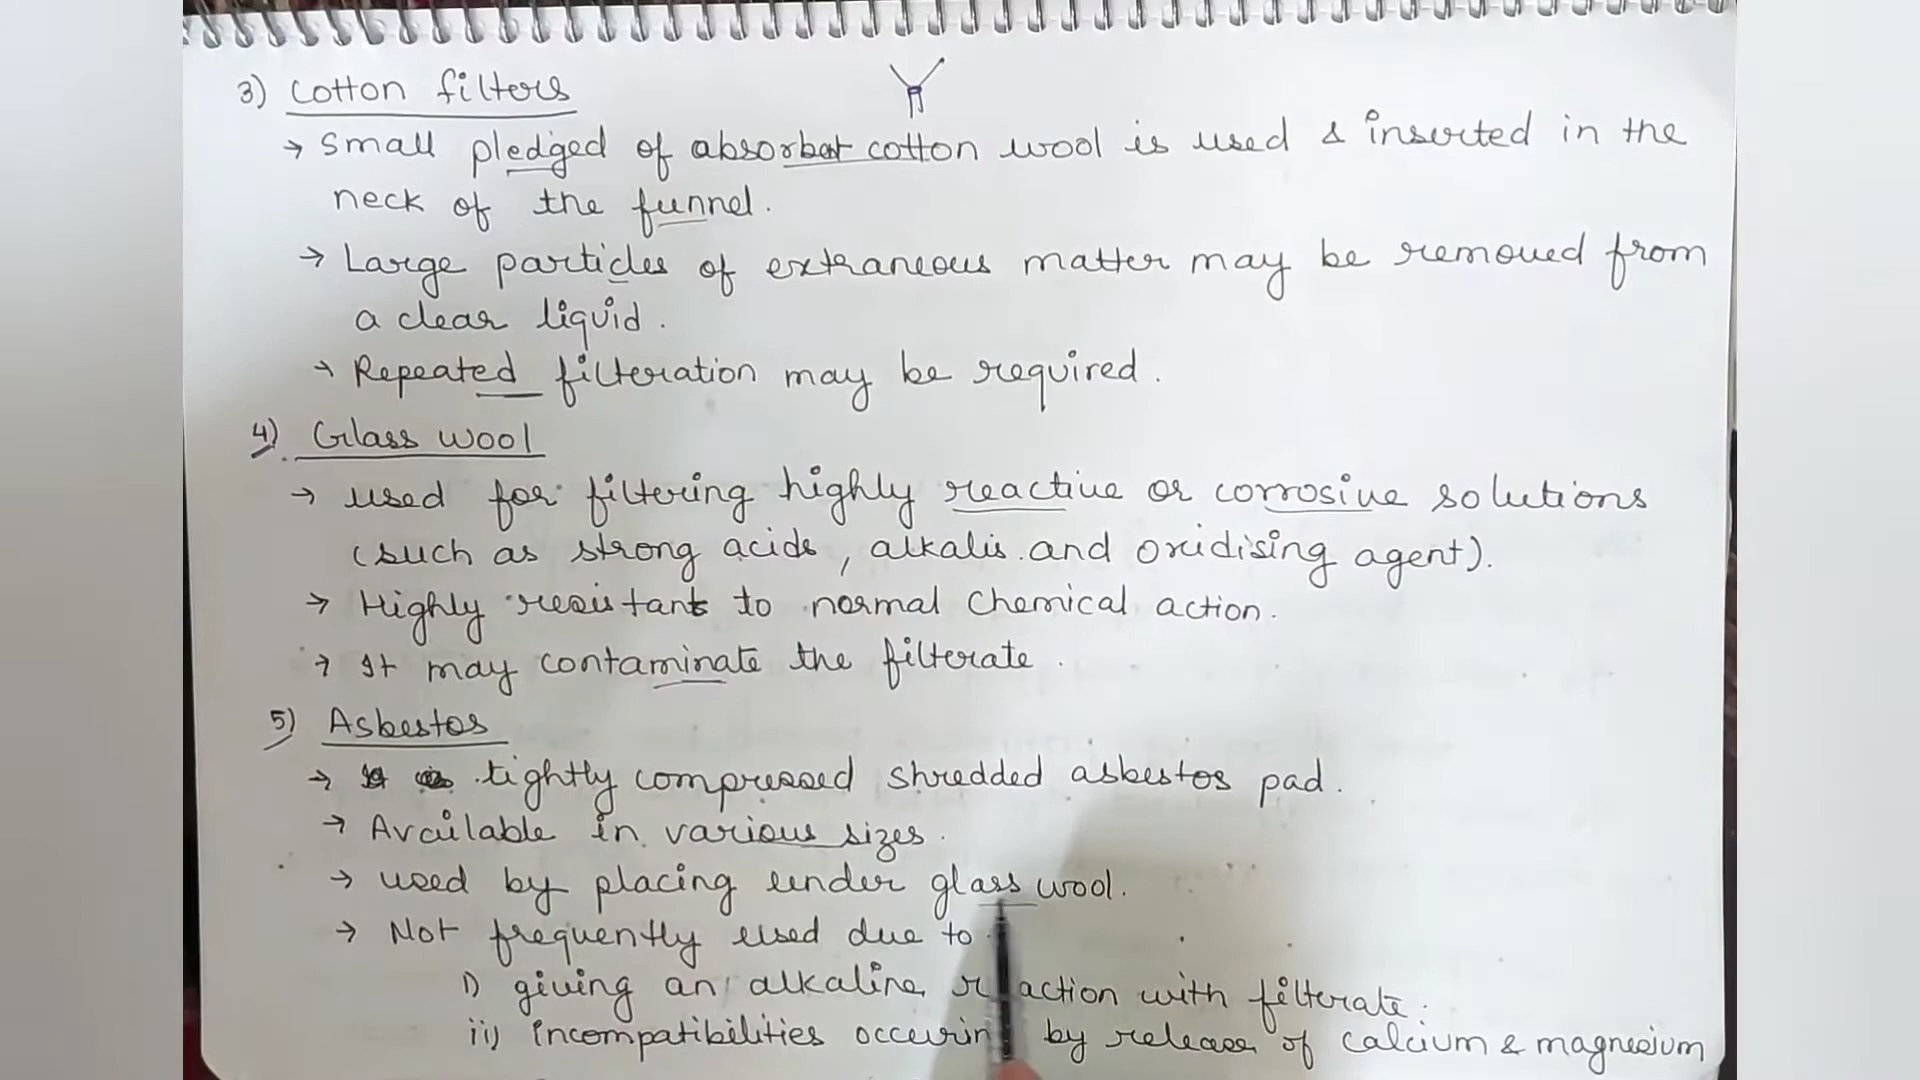 3) Cotton filters
→ Small pledged of absorbat cotton wool is used & inserted in the
neck of the funnel.
→ Large particles of extraneous matter may be removed from
a clear liquid.
→ Repeated filteration may be required.
4) Glass wool
→ used for filtering highly reactive or corrosive solutions
(such as strong acids, alkalis and oxidising agent).
→ Highly resistant to normal chemical action.
→ It may contaminate the filterate.
5) Asbestos
→ tightly compressed shredded asbestos pad.
→ Available in various sizes.
→ used by placing under glass wool.
→ Not frequently used due to
i) giving an alkaline reaction with filterate.
ii) incompatibilities occuring by release of calcium & magnesium